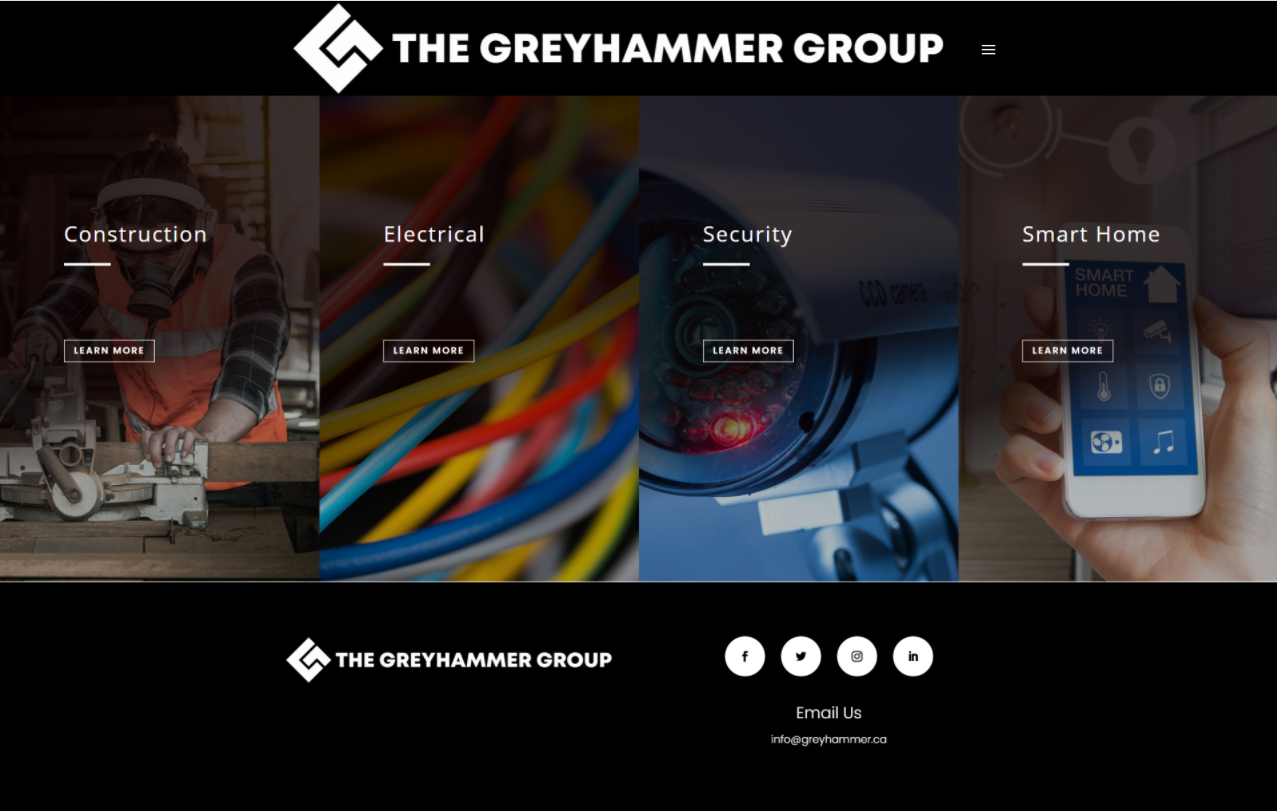 THE GREYHAMMER GROUP
Construction
LEARN MORE
Electrical
LEARN MORE
Security
LEARN MORE
CCD camera
Smart Home
LEARN MORE
SMART
HOME
THE GREYHAMMER GROUP
Email Us
info@greyhammer.ca